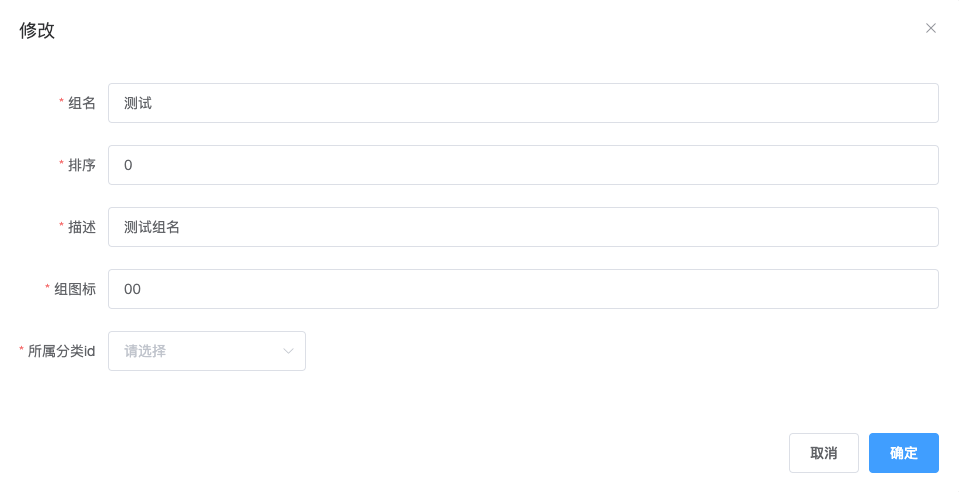 修改
* 组名 测试
* 排序 0
* 描述 测试组名
* 组图标 00
* 所属分类id 请选择
取消 确定